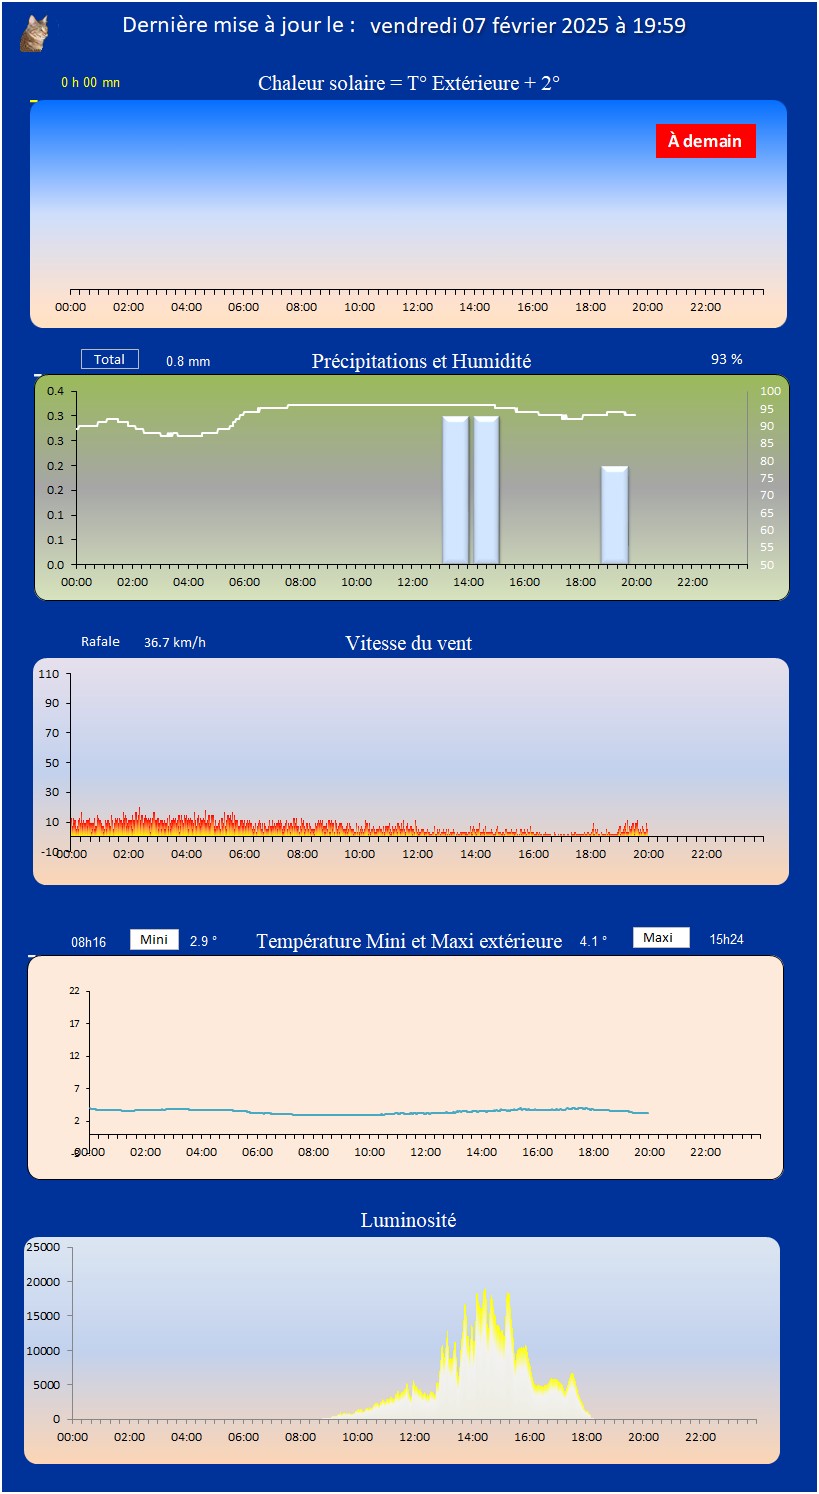 Dernière mise à jour le : vendredi 07 février 2025 à 19:59
0 h 00 mn Chaleur solaire = T° Extérieure + 2°
À demain
00:00 02:00 04:00 06:00 08:00 10:00 12:00 14:00 16:00 18:00 20:00 22:00
Total 0.8 mm Précipitations et Humidité 93 %
0.4 100
0.3 95
90
0.3 85
0.2 80
75
0.2 70
0.1 65
60
0.1 55
0.0 50
00:00 02:00 04:00 06:00 08:00 10:00 12:00 14:00 16:00 18:00 20:00 22:00
Rafale 36.7 km/h Vitesse du vent
110
90
70
50
30
10
-10
00:00 02:00 04:00 06:00 08:00 10:00 12:00 14:00 16:00 18:00 20:00 22:00
08h16 Mini 2.9 ° Température Mini et Maxi extérieure 4.1 ° Maxi 15h24
22
17
12
7
2
00:00 02:00 04:00 06:00 08:00 10:00 12:00 14:00 16:00 18:00 20:00 22:00
Luminosité
25000
20000
15000
10000
5000
0
00:00 02:00 04:00 06:00 08:00 10:00 12:00 14:00 16:00 18:00 20:00 22:00